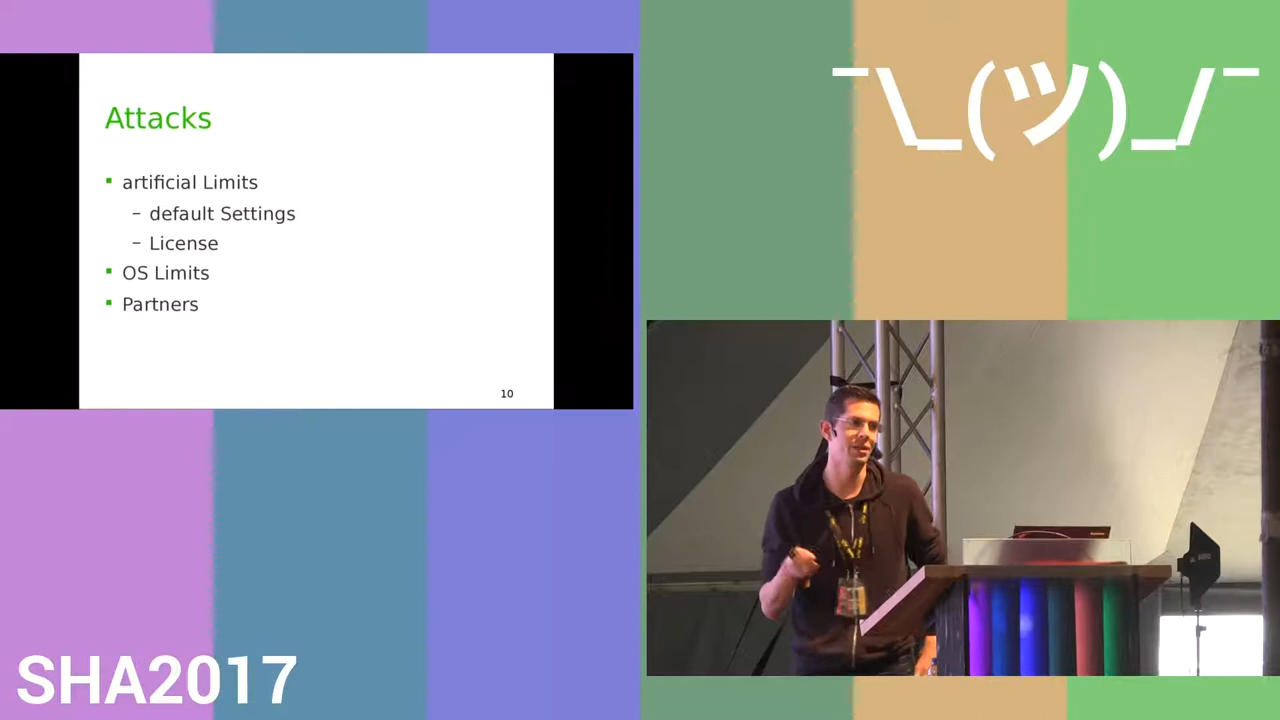 Attacks
artificial Limits
– default Settings
– License
OS Limits
Partners
10
¯\_(ツ)_/¯
SHA2017